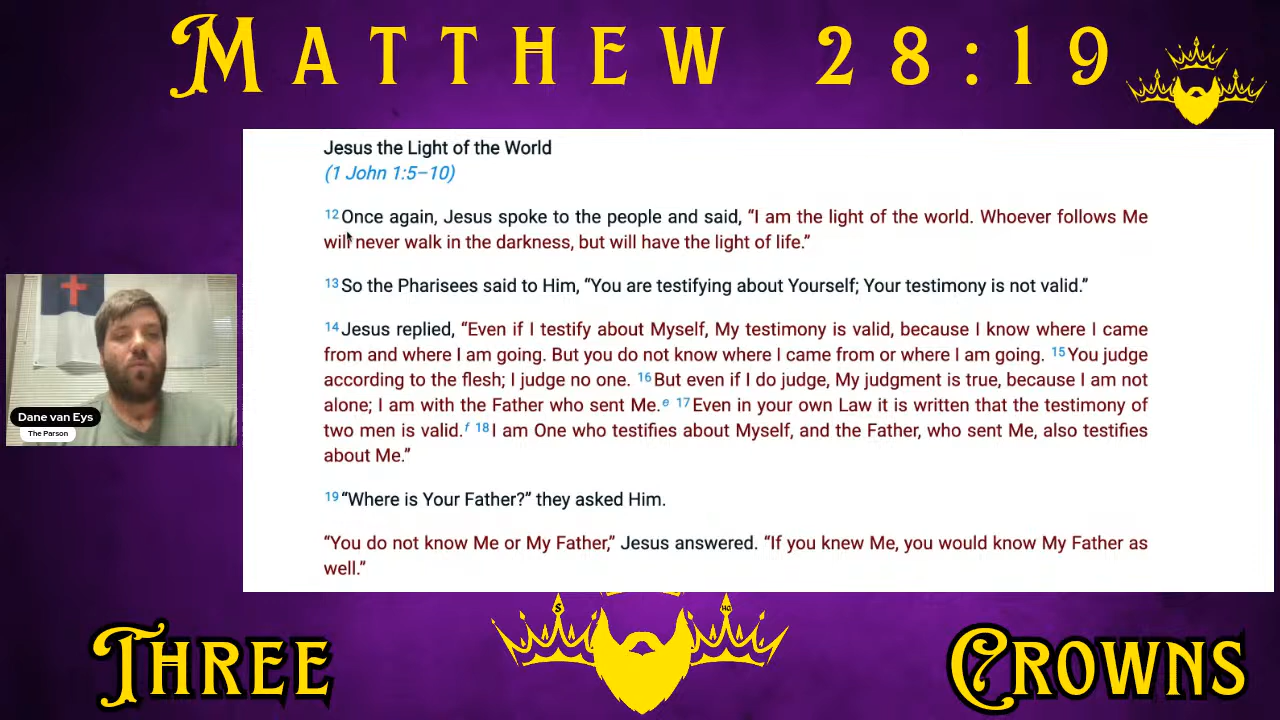 MATTHEW 28:19
Jesus the Light of the World
(1 John 1:5–10)
12 Once again, Jesus spoke to the people and said, “I am the light of the world. Whoever follows Me
will never walk in the darkness, but will have the light of life.”
13 So the Pharisees said to Him, “You are testifying about Yourself; Your testimony is not valid.”
14 Jesus replied, “Even if I testify about Myself, My testimony is valid, because I know where I came
from and where I am going. But you do not know where I came from or where I am going. 15 You judge
according to the flesh; I judge no one. 16 But even if I do judge, My judgment is true, because I am not
alone; I am with the Father who sent Me. e 17 Even in your own Law it is written that the testimony of
two men is valid. f 18 I am One who testifies about Myself, and the Father, who sent Me, also testifies
about Me.”
19 “Where is Your Father?” they asked Him.
“You do not know Me or My Father,” Jesus answered. “If you knew Me, you would know My Father as
well.”
Dane van Eys
The Parson
S
HG
THREE
CROWNS